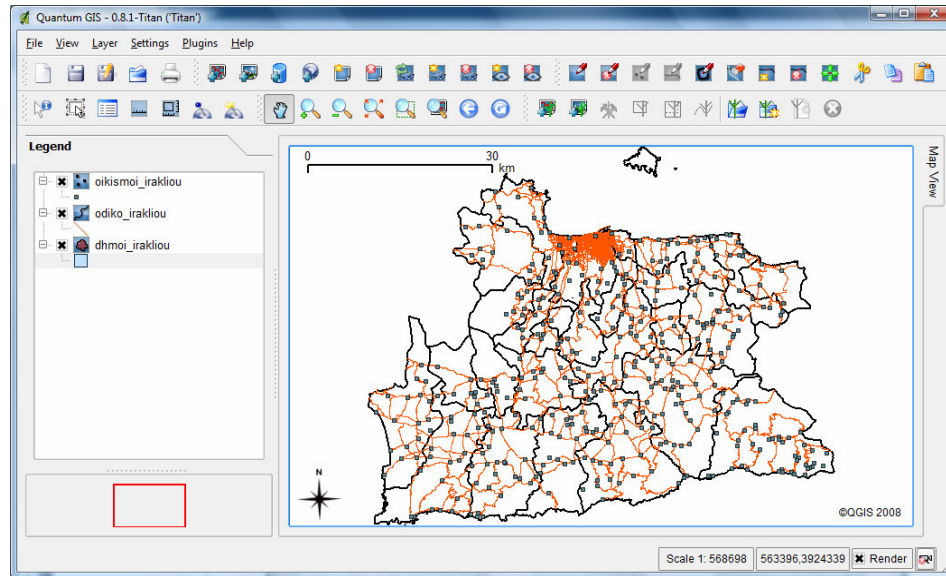 Quantum GIS - 0.8.1-Titan ('Titan')
File View Layer Settings Plugins Help
Legend
oikismoi_irakliou
odiko_irakliou
dhmoi_irakliou
0 30
km
N
©QGIS 2008
Map View
Scale 1: 568698 563396,3924339 Render